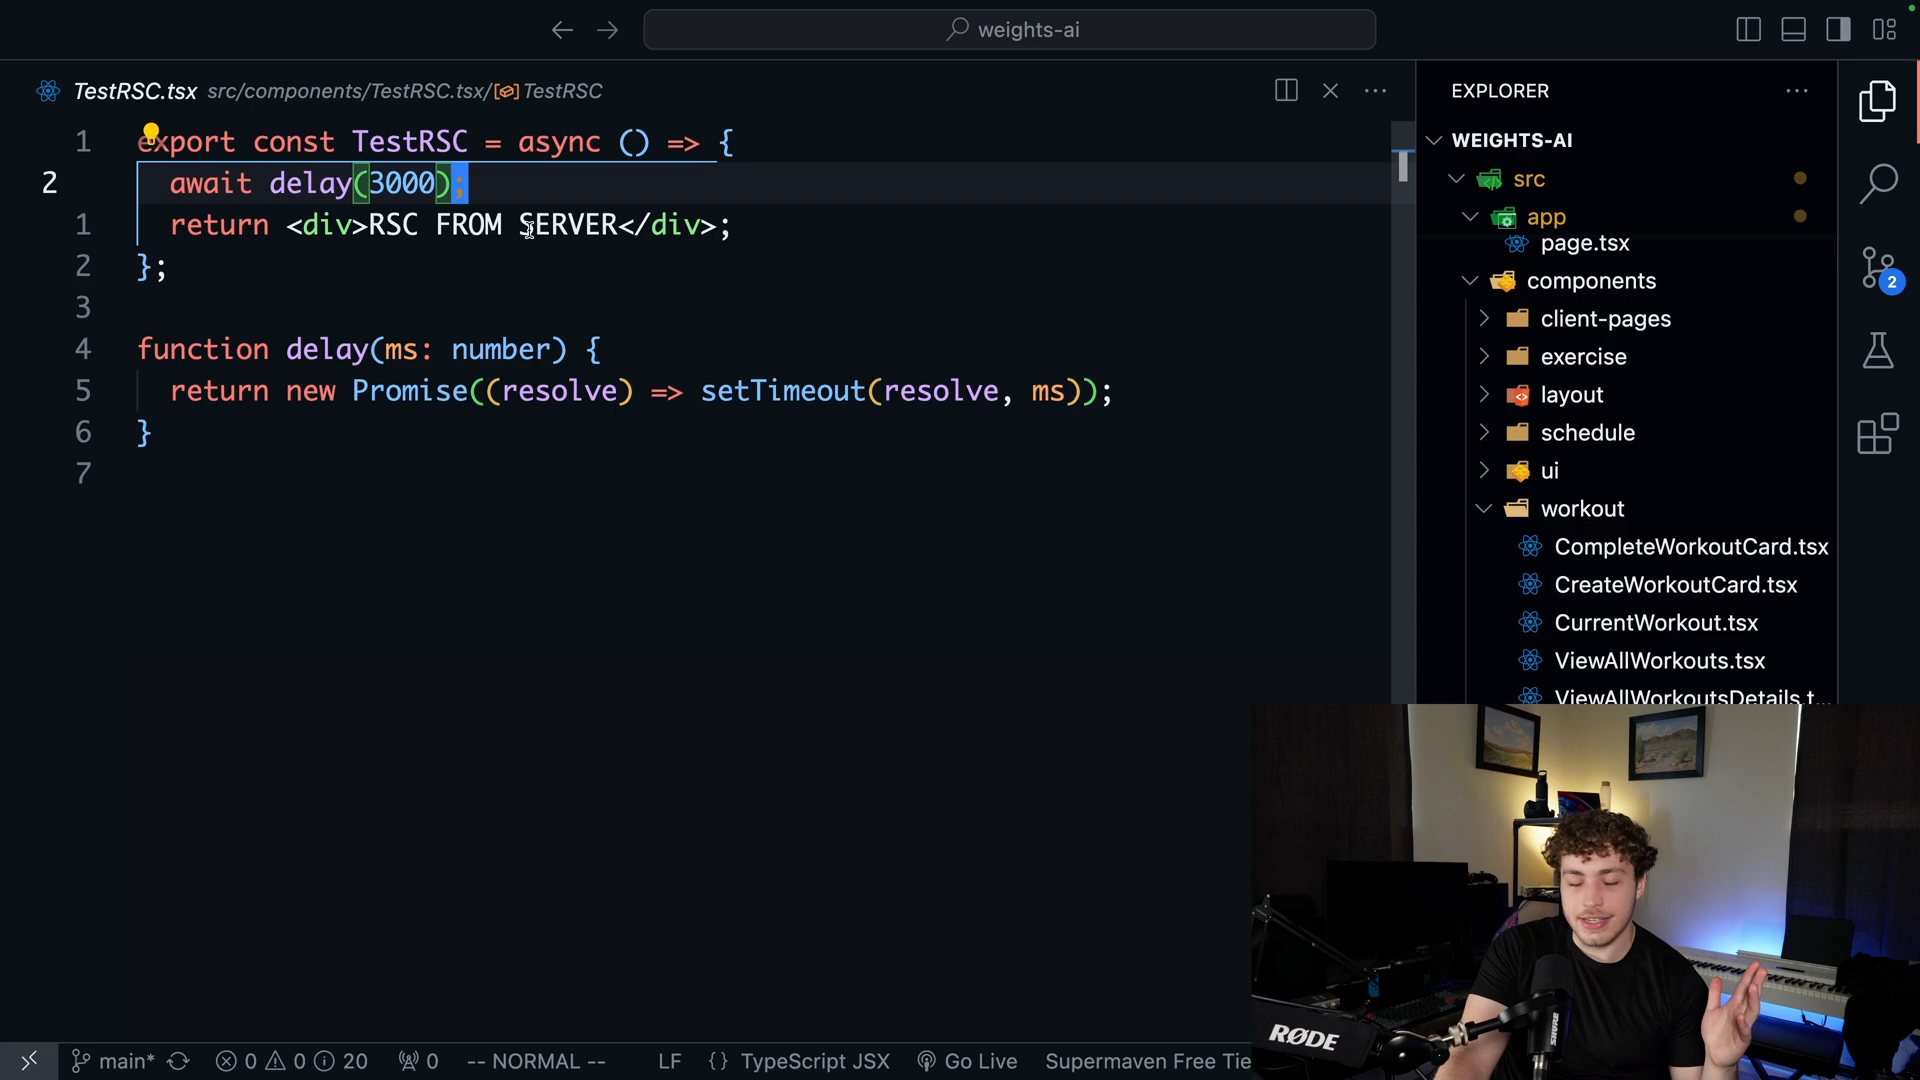 weights-ai
TestRSC.tsx src/components/TestRSC.tsx/ TestRSC
1 export const TestRSC = async () => {
2 await delay(3000);
1 return <div>RSC FROM SERVER</div>;
2 };
3
4 function delay(ms: number) {
5 return new Promise((resolve) => setTimeout(resolve, ms));
6 }
7
EXPLORER
WEIGHTS-AI
src
app
page.tsx
components
client-pages
exercise
layout
schedule
ui
workout
CompleteWorkoutCard.tsx
CreateWorkoutCard.tsx
CurrentWorkout.tsx
ViewAllWorkouts.tsx
ViewAllWorkoutsDetails.t...
2
RØDE
SHURE
main* 0 0 20 0 -- NORMAL -- LF {} TypeScript JSX Go Live Supermaven Free Tie